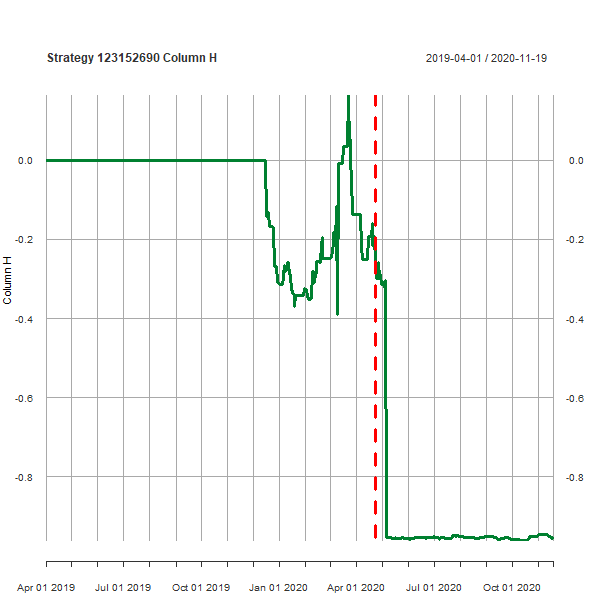 Strategy 123152690 Column H
2019-04-01 / 2020-11-19
0.0 0.0
-0.2 -0.2
Column H
-0.4 -0.4
-0.6 -0.6
-0.8 -0.8
Apr 01 2019 Jul 01 2019 Oct 01 2019 Jan 01 2020 Apr 01 2020 Jul 01 2020 Oct 01 2020